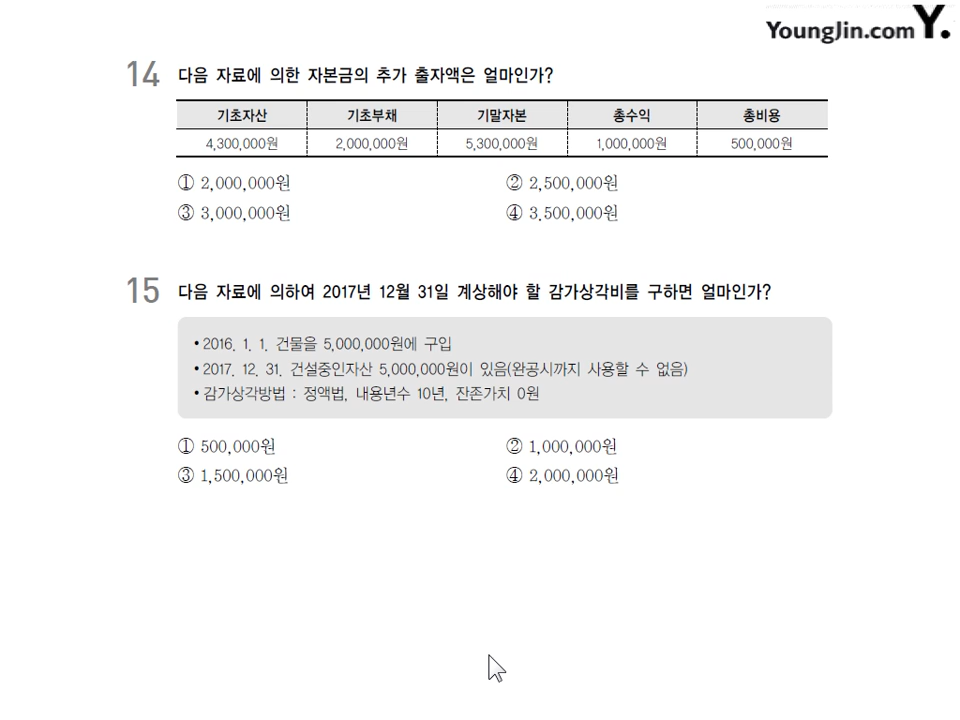 YoungJin.com Y.
14 다음 자료에 의한 자본금의 추가 출자액은 얼마인가?
기초자산 기초부채 기말자본 총수익 총비용
4,300,000원 2,000,000원 5,300,000원 1,000,000원 500,000원
① 2,000,000원 ② 2,500,000원
③ 3,000,000원 ④ 3,500,000원
15 다음 자료에 의하여 2017년 12월 31일 계상해야 할 감가상각비를 구하면 얼마인가?
• 2016. 1. 1. 건물을 5,000,000원에 구입
• 2017. 12. 31. 건설중인자산 5,000,000원이 있음(완공시까지 사용할 수 없음)
• 감가상각방법 : 정액법, 내용년수 10년, 잔존가치 0원
① 500,000원 ② 1,000,000원
③ 1,500,000원 ④ 2,000,000원